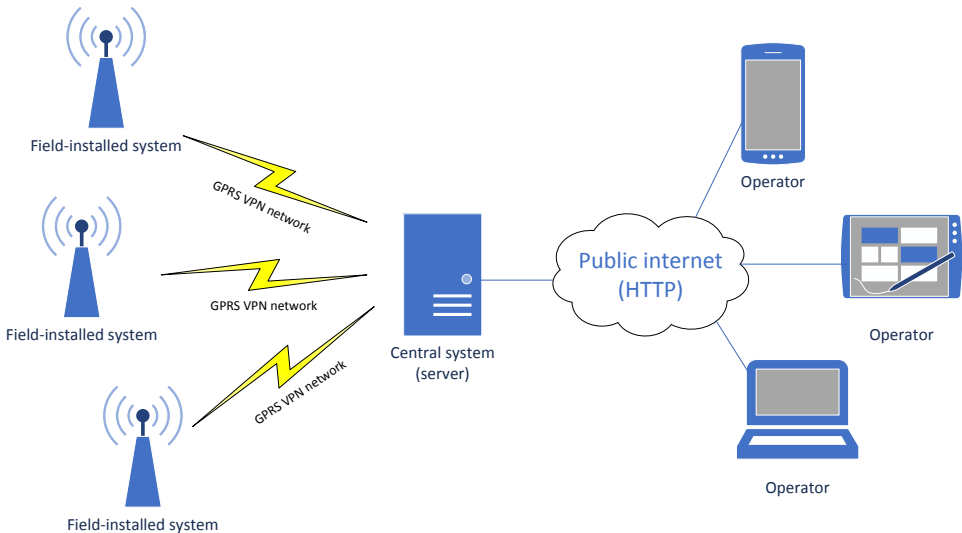 Field-installed system
GPRS VPN network
Operator
Field-installed system
GPRS VPN network
Central system
(server)
Public internet
(HTTP)
Operator
GPRS VPN network
Operator
Field-installed system